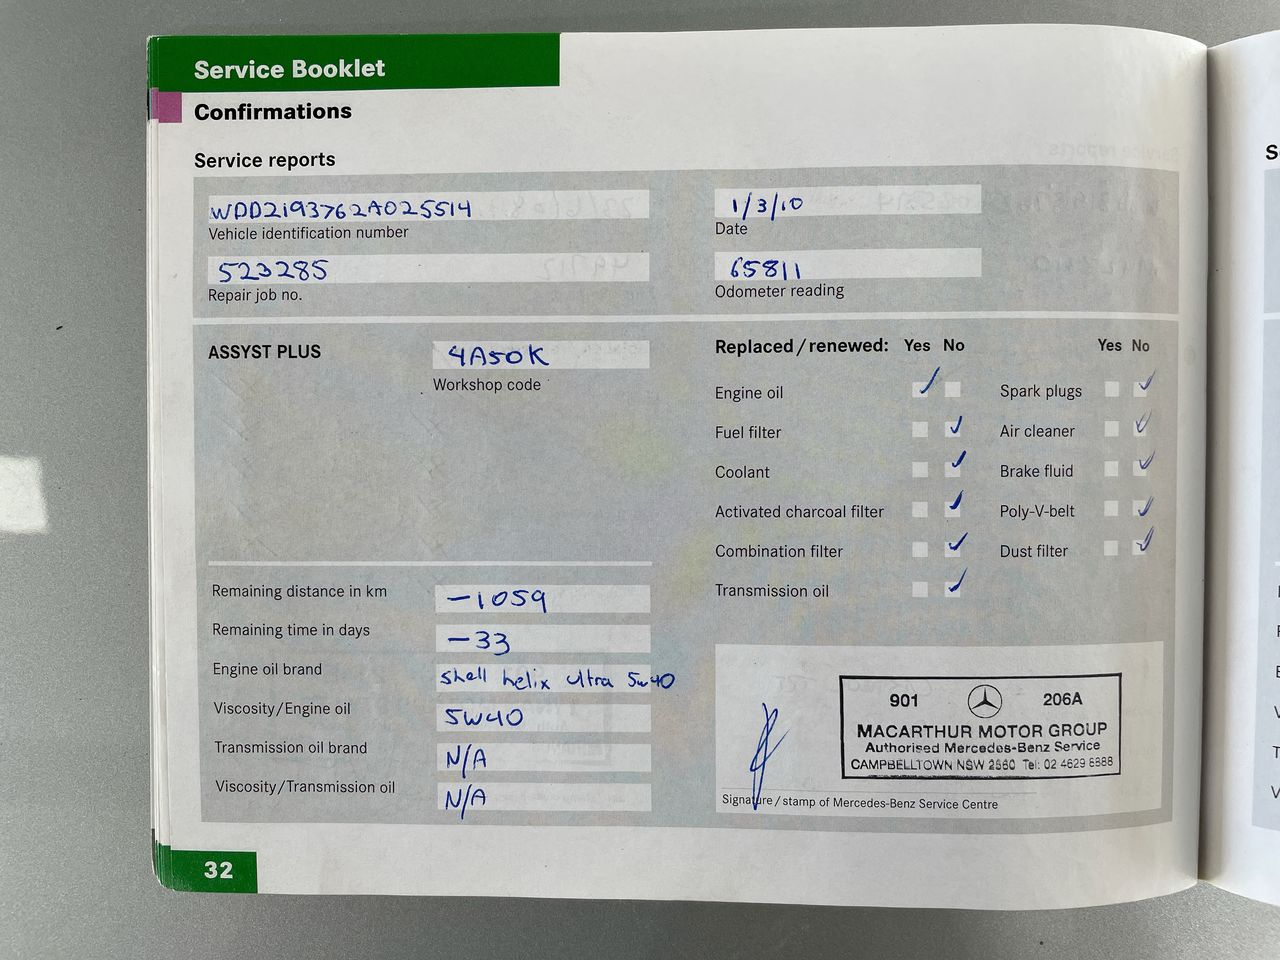 Service Booklet
Confirmations
Service reports
WDD2193762A025514
Vehicle identification number
1/3/10
Date
523285
Repair job no.
65811
Odometer reading
ASSYST PLUS
4A50K
Workshop code
Replaced/renewed: Yes No Yes No
Engine oil
Spark plugs
Fuel filter
Air cleaner
Coolant
Brake fluid
Activated charcoal filter
Poly-V-belt
Combination filter
Dust filter
Transmission oil
Remaining distance in km -1059
Remaining time in days -33
Engine oil brand shell helix ultra 5w40
Viscosity/Engine oil 5W40
Transmission oil brand N/A
Viscosity/Transmission oil N/A
901 206A
MACARTHUR MOTOR GROUP
Authorised Mercedes-Benz Service
CAMPBELLTOWN NSW 2560 Tel: 02 4629 8888
Signature/stamp of Mercedes-Benz Service Centre
32